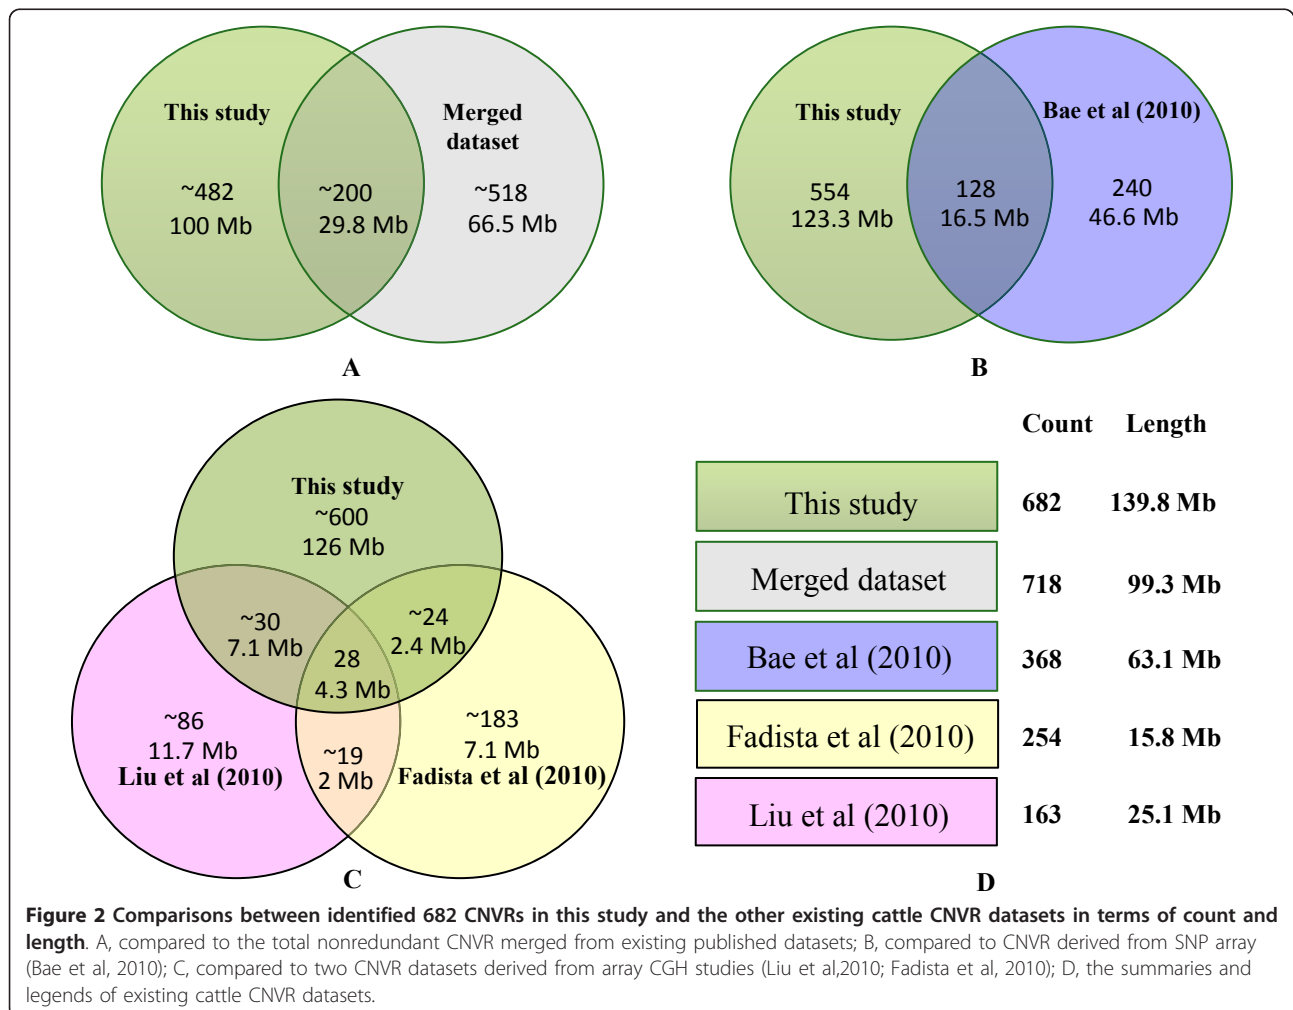 This study
~482
100 Mb
~200
29.8 Mb
Merged
dataset
~518
66.5 Mb
A
This study
554
123.3 Mb
128
16.5 Mb
Bae et al (2010)
240
46.6 Mb
B
This study
~600
126 Mb
~30
7.1 Mb
28
4.3 Mb
~24
2.4 Mb
~86
11.7 Mb
Liu et al (2010)
~19
2 Mb
~183
7.1 Mb
Fadista et al (2010)
C
Count Length
This study 682 139.8 Mb
Merged dataset 718 99.3 Mb
Bae et al (2010) 368 63.1 Mb
Fadista et al (2010) 254 15.8 Mb
Liu et al (2010) 163 25.1 Mb
D
Figure 2 Comparisons between identified 682 CNVRs in this study and the other existing cattle CNVR datasets in terms of count and
length. A, compared to the total nonredundant CNVR merged from existing published datasets; B, compared to CNVR derived from SNP array
(Bae et al, 2010); C, compared to two CNVR datasets derived from array CGH studies (Liu et al,2010; Fadista et al, 2010); D, the summaries and
legends of existing cattle CNVR datasets.